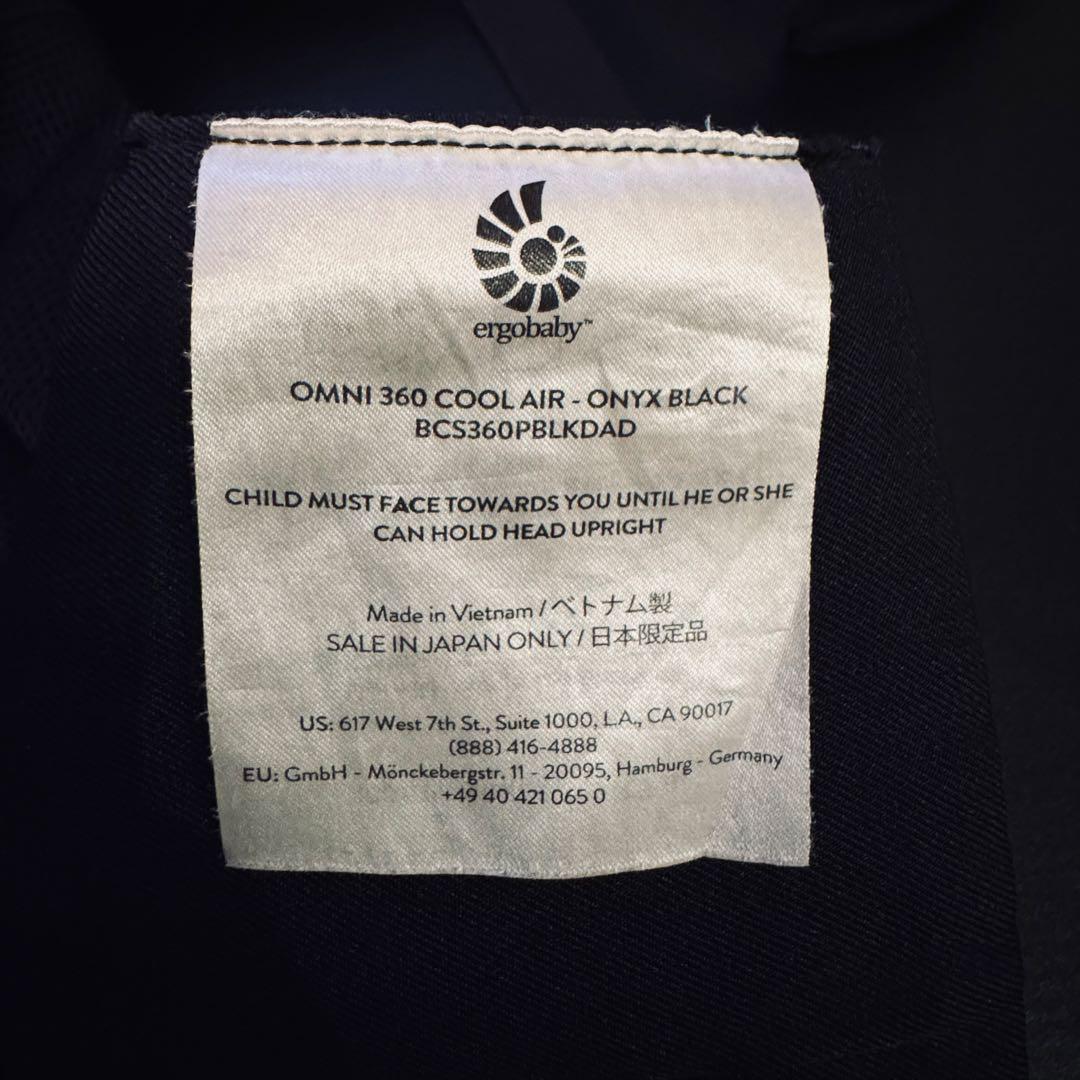 ergobaby™
OMNI 360 COOL AIR - ONYX BLACK
BCS360PBLKDAD
CHILD MUST FACE TOWARDS YOU UNTIL HE OR SHE
CAN HOLD HEAD UPRIGHT
Made in Vietnam / ベトナム製
SALE IN JAPAN ONLY / 日本限定品
US: 617 West 7th St., Suite 1000, L.A., CA 90017
(888) 416-4888
EU: GmbH - Mönckebergstr. 11 - 20095, Hamburg - Germany
+49 40 421 065 0